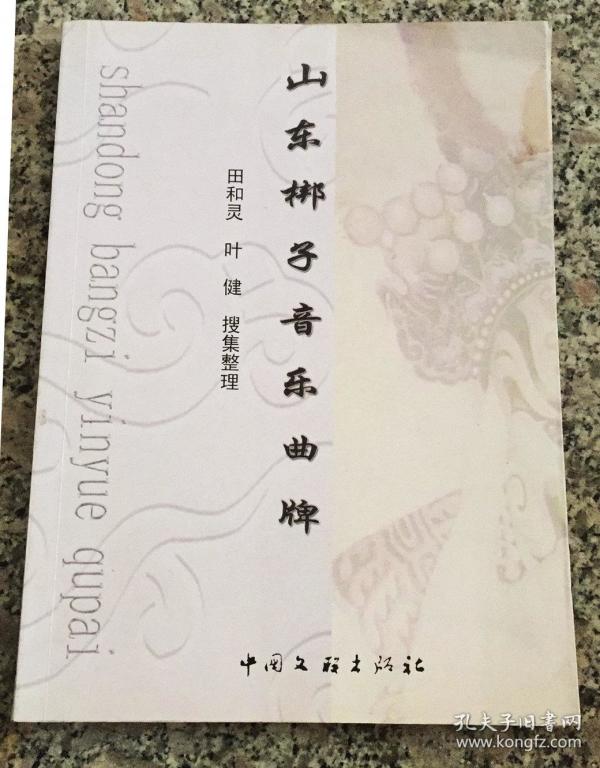 山东梆子音乐曲牌
田和灵 叶健 搜集整理
shandong bangzi yinyue qupai
中国文联出版社
孔夫子旧書网
www.kongfz.com